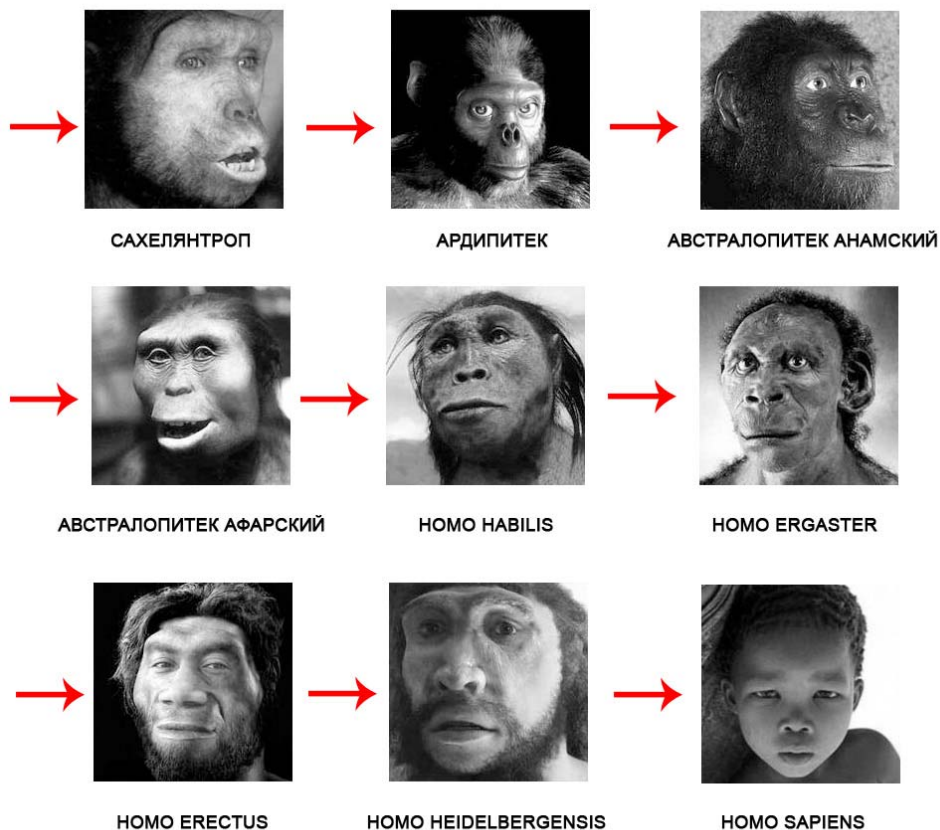 САХЕЛЯНТРОП
АРДИПИТЕК
АВСТРАЛОПИТЕК АНАМСКИЙ
АВСТРАЛОПИТЕК АФАРСКИЙ
HOMO HABILIS
HOMO ERGASTER
HOMO ERECTUS
HOMO HEIDELBERGENSIS
HOMO SAPIENS